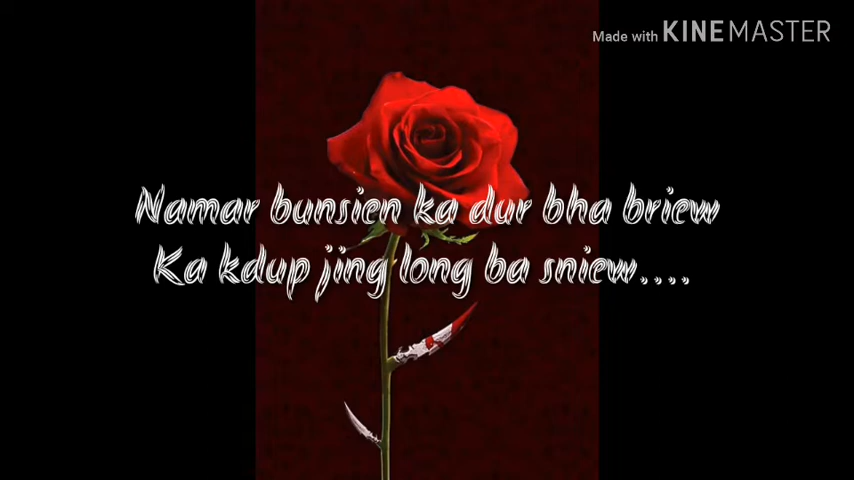 Made with KINEMASTER
Namar bunsien ka dur bha briew
Ka kdup jing long ba sniew....